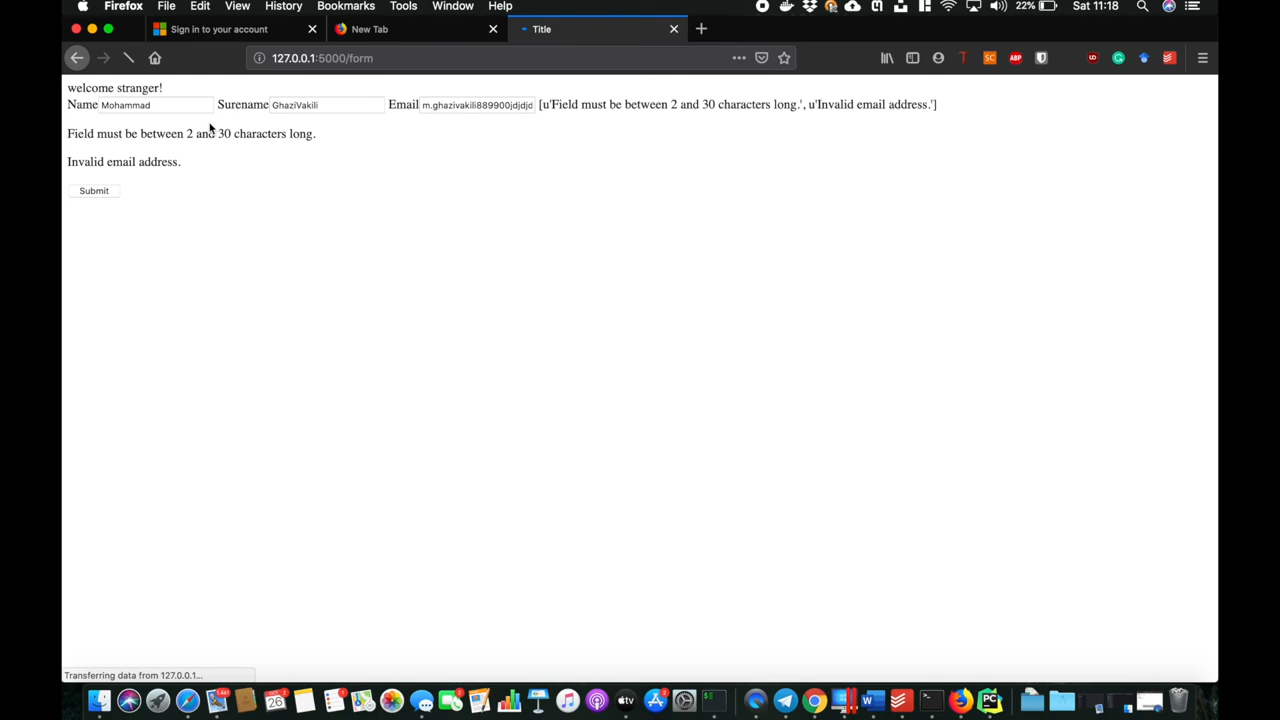 Firefox File Edit View History Bookmarks Tools Window Help 22% Sat 11:18
Sign in to your account New Tab Title
127.0.0.1:5000/form
welcome stranger!
Name Mohammad Surename GhaziVakili Email m.ghazivakili889900jdjdjd [u'Field must be between 2 and 30 characters long.', u'Invalid email address.']
Field must be between 2 and 30 characters long.
Invalid email address.
Submit
Transferring data from 127.0.0.1...